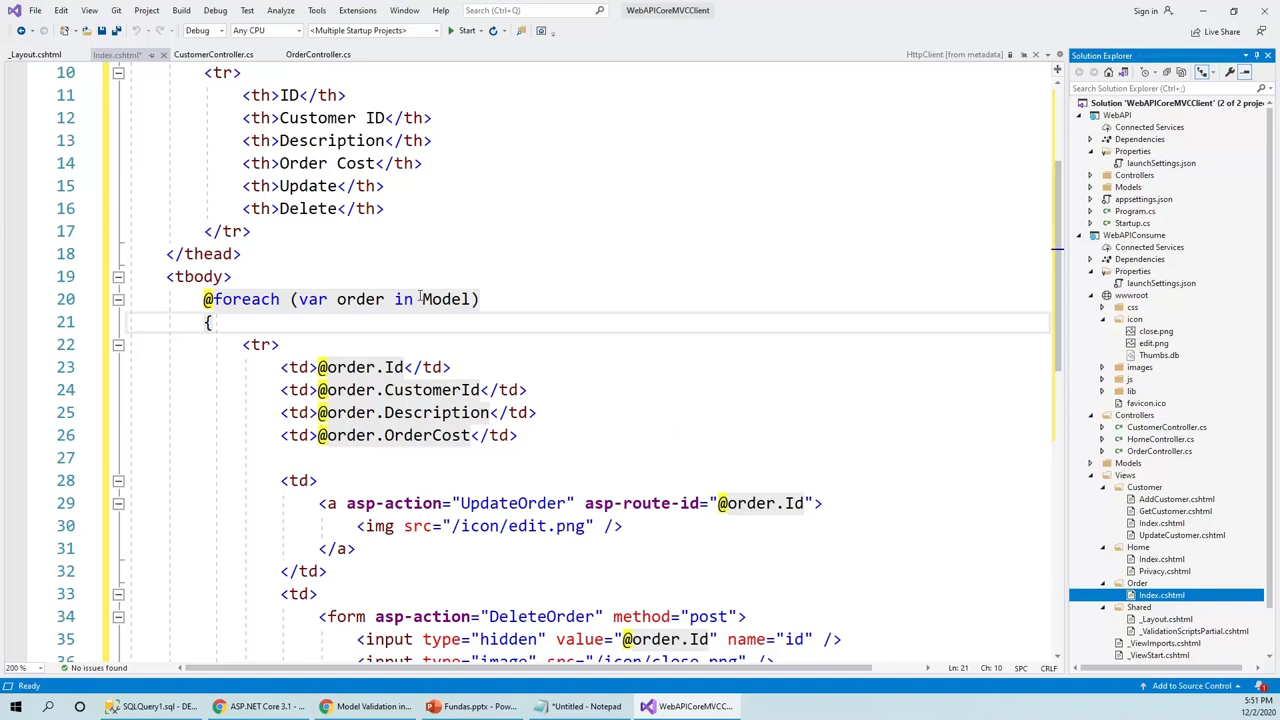 File Edit View Git Project Build Debug Test Analyze Tools Extensions Window Help Search (Ctrl+Q) WebAPICoreMVCClient Sign in
Debug Any CPU <Multiple Startup Projects> Start Live Share
_Layout.cshtml Index.cshtml* CustomerController.cs OrderController.cs HttpClient [from metadata]
10 <tr>
11 <th>ID</th>
12 <th>Customer ID</th>
13 <th>Description</th>
14 <th>Order Cost</th>
15 <th>Update</th>
16 <th>Delete</th>
17 </tr>
18 </thead>
19 <tbody>
20 @foreach (var order in Model)
21 {
22 <tr>
23 <td>@order.Id</td>
24 <td>@order.CustomerId</td>
25 <td>@order.Description</td>
26 <td>@order.OrderCost</td>
27
28 <td>
29 <a asp-action="UpdateOrder" asp-route-id="@order.Id">
30 <img src="/icon/edit.png" />
31 </a>
32 </td>
33 <td>
34 <form asp-action="DeleteOrder" method="post">
35 <input type="hidden" value="@order.Id" name="id" />
36 <input type="image" src="/icon/close.png" />
Solution Explorer
Search Solution Explorer (Ctrl+;)
Solution 'WebAPICoreMVCClient' (2 of 2 proje
WebAPI
Connected Services
Dependencies
Properties
launchSettings.json
Controllers
Models
appsettings.json
Program.cs
Startup.cs
WebAPIConsume
Connected Services
Dependencies
Properties
launchSettings.json
wwwroot
css
icon
close.png
edit.png
Thumbs.db
images
js
lib
favicon.ico
Controllers
CustomerController.cs
HomeController.cs
OrderController.cs
Models
Views
Customer
AddCustomer.cshtml
GetCustomer.cshtml
Index.cshtml
UpdateCustomer.cshtml
Home
Index.cshtml
Privacy.cshtml
Order
Index.cshtml
Shared
_Layout.cshtml
_ValidationScriptsPartial.cshtml
_ViewImports.cshtml
_ViewStart.cshtml
200 % No issues found Ln: 21 Ch: 10 SPC CRLF
Ready Add to Source Control 1
SQLQuery1.sql - DE... ASP.NET Core 3.1 - ... Model Validation in... Fundas.pptx - Pow... *Untitled - Notepad WebAPICoreMVCC...
5:51 PM
12/2/2020